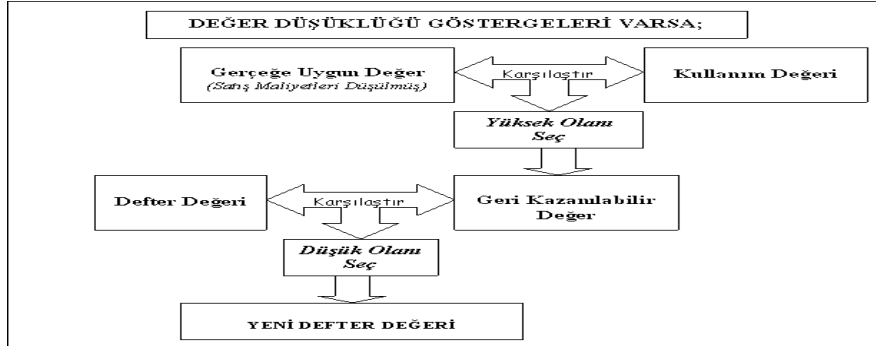 DEĞER DÜŞÜKLÜĞÜ GÖSTERGELERİ VARSA;
Gerçeğe Uygun Değer
(Satış Maliyetleri Düşülmüş)
Karşılaştır
Kullanım Değeri
Yüksek Olanı
Seç
Defter Değeri
Karşılaştır
Geri Kazanılabilir
Değer
Düşük Olanı
Seç
YENİ DEFTER DEĞERİ